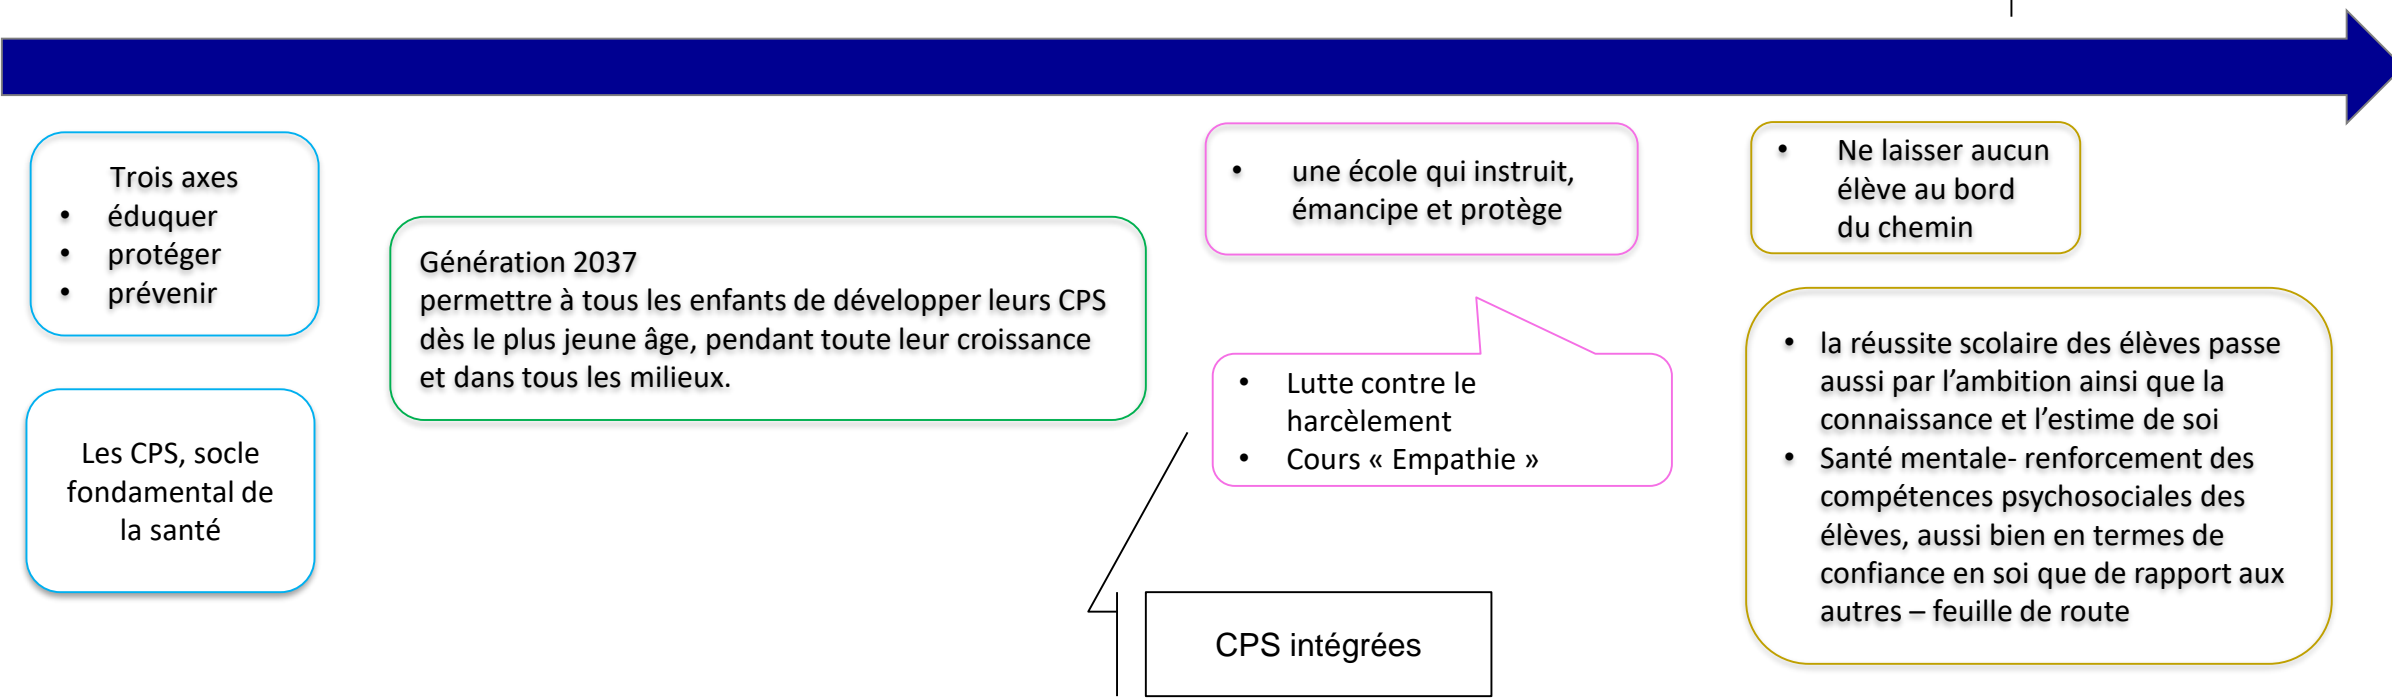 Trois axes
• éduquer
• protéger
• prévenir
Les CPS, socle
fondamental de
la santé
Génération 2037
permettre à tous les enfants de développer leurs CPS
dès le plus jeune âge, pendant toute leur croissance
et dans tous les milieux.
• une école qui instruit,
émancipe et protège
• Lutte contre le
harcèlement
• Cours « Empathie »
CPS intégrées
• Ne laisser aucun
élève au bord
du chemin
• la réussite scolaire des élèves passe
aussi par l’ambition ainsi que la
connaissance et l’estime de soi
• Santé mentale- renforcement des
compétences psychosociales des
élèves, aussi bien en termes de
confiance en soi que de rapport aux
autres – feuille de route